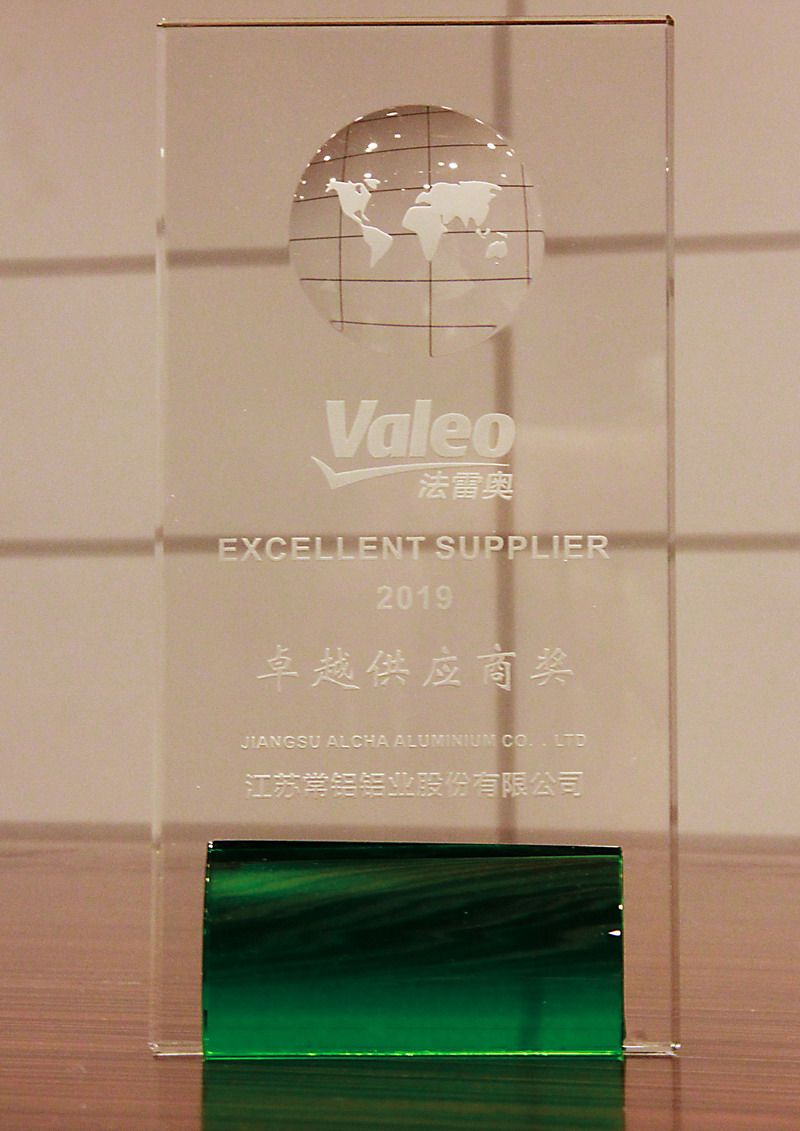 Valeo
法雷奥
EXCELLENT SUPPLIER
2019
卓越供应商奖
JIANGSU ALCHA ALUMINIUM CO. . LTD
江苏常铝铝业股份有限公司